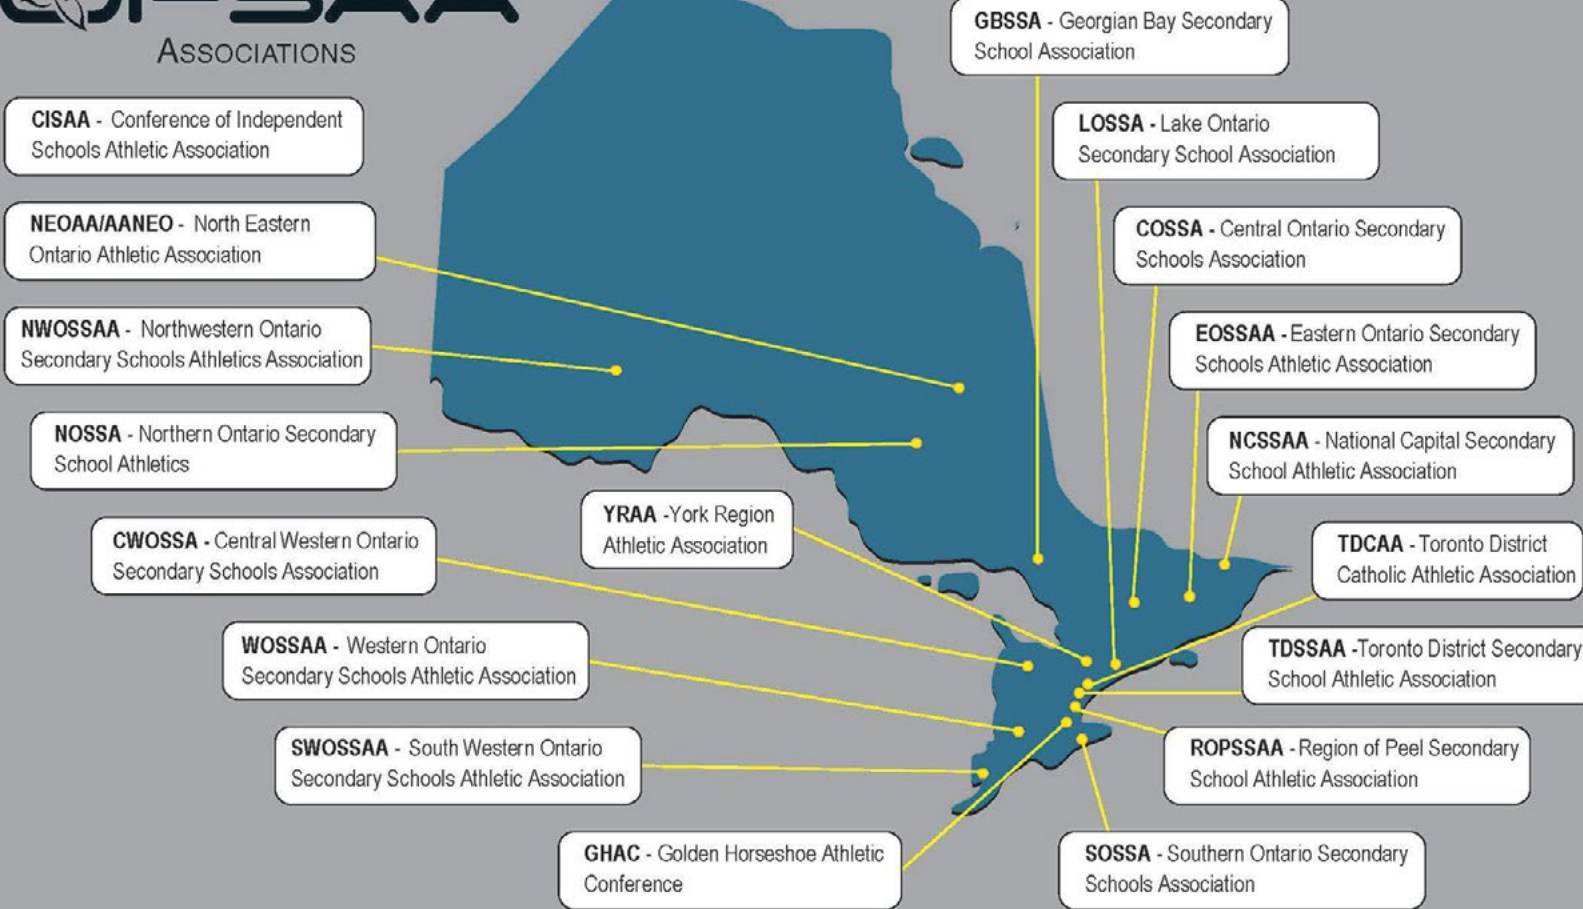 OFSAA
ASSOCIATIONS
CISAA - Conference of Independent
Schools Athletic Association
NEOAA/AANEO - North Eastern
Ontario Athletic Association
NWOSSAA - Northwestern Ontario
Secondary Schools Athletics Association
NOSSA - Northern Ontario Secondary
School Athletics
CWOSSA - Central Western Ontario
Secondary Schools Association
WOSSAA - Western Ontario
Secondary Schools Athletic Association
SWOSSAA - South Western Ontario
Secondary Schools Athletic Association
GHAC - Golden Horseshoe Athletic
Conference
YRAA -York Region
Athletic Association
GBSSA - Georgian Bay Secondary
School Association
LOSSA - Lake Ontario
Secondary School Association
COSSA - Central Ontario Secondary
Schools Association
EOSSAA - Eastern Ontario Secondary
Schools Athletic Association
NCSSAA - National Capital Secondary
School Athletic Association
TDCAA - Toronto District
Catholic Athletic Association
TDSSAA -Toronto District Secondary
School Athletic Association
ROPSSAA - Region of Peel Secondary
School Athletic Association
SOSSA - Southern Ontario Secondary
Schools Association